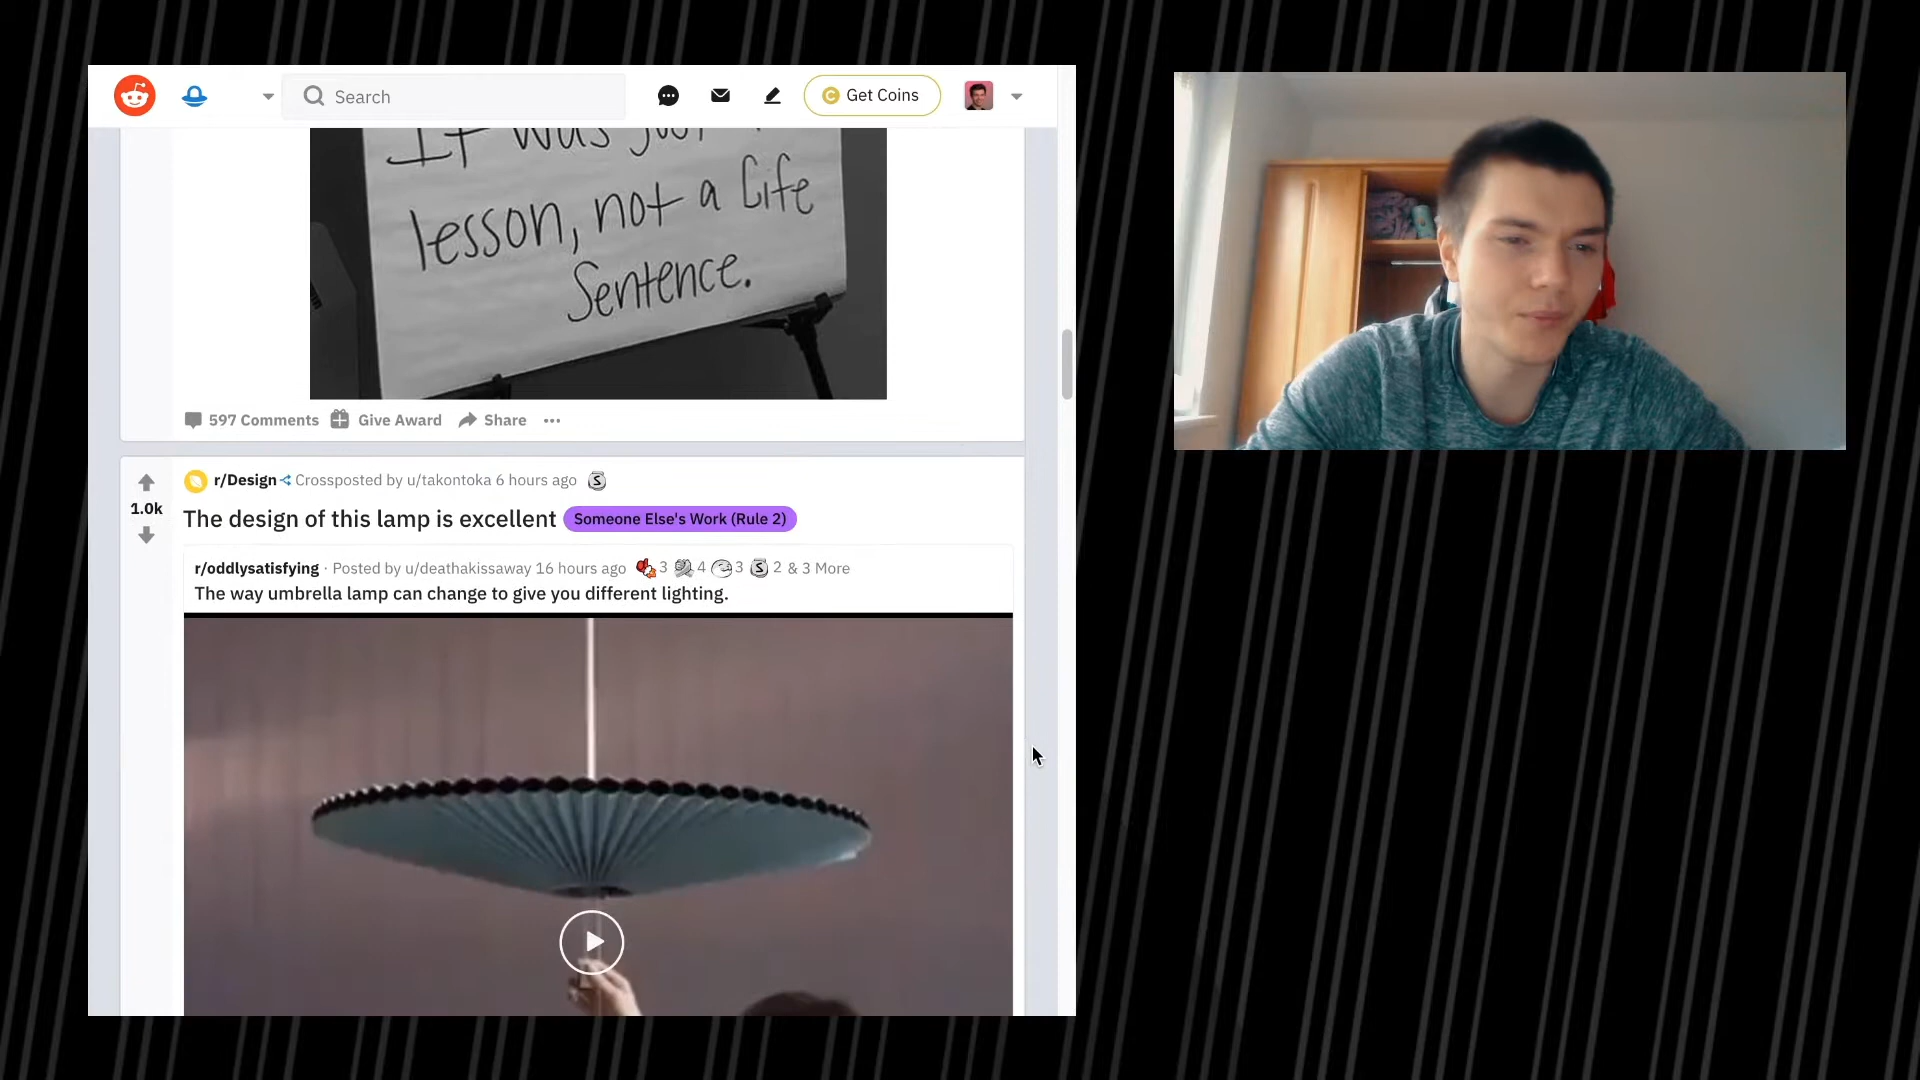 Search
Get Coins
It was just
lesson, not a life
Sentence.
597 Comments Give Award Share
r/Design Crossposted by u/takontoka 6 hours ago
1.0k
The design of this lamp is excellent Someone Else's Work (Rule 2)
r/oddlysatisfying · Posted by u/deathakissaway 16 hours ago 3 4 3 2 & 3 More
The way umbrella lamp can change to give you different lighting.